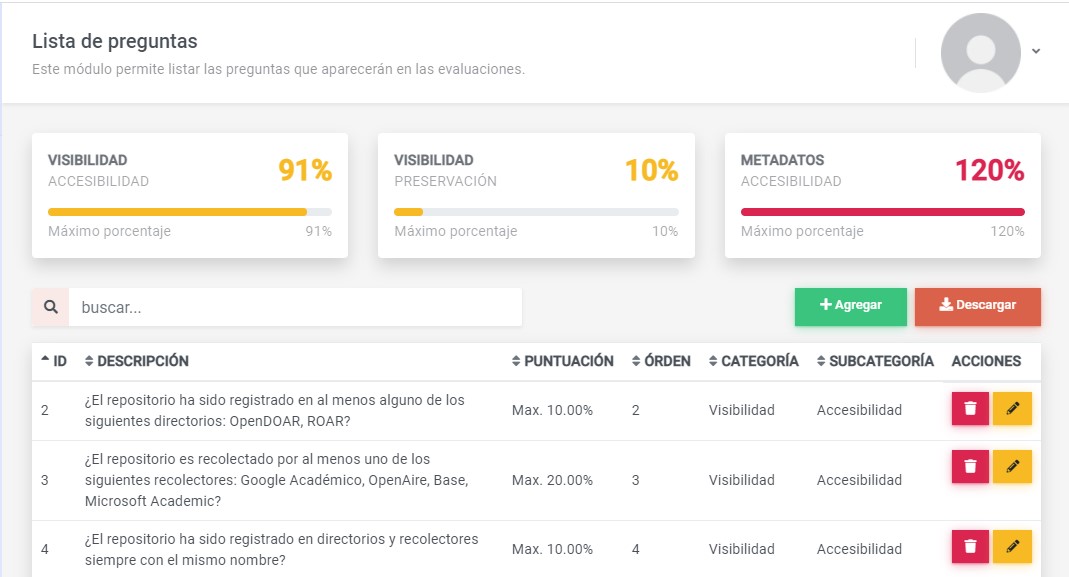 Lista de preguntas
Este módulo permite listar las preguntas que aparecerán en las evaluaciones.
VISIBILIDAD
ACCESIBILIDAD
91%
Máximo porcentaje 91%
VISIBILIDAD
PRESERVACIÓN
10%
Máximo porcentaje 10%
METADATOS
ACCESIBILIDAD
120%
Máximo porcentaje 120%
buscar...
Agregar
Descargar
ID DESCRIPCIÓN PUNTUACIÓN ÓRDEN CATEGORÍA SUBCATEGORÍA ACCIONES
2 ¿El repositorio ha sido registrado en al menos alguno de los
siguientes directorios: OpenDOAR, ROAR? Max. 10.00% 2 Visibilidad Accesibilidad
¿El repositorio es recolectado por al menos uno de los
3 siguientes recolectores: Google Académico, OpenAire, Base, Max. 20.00% 3 Visibilidad Accesibilidad
Microsoft Academic?
4 ¿El repositorio ha sido registrado en directorios y recolectores
siempre con el mismo nombre? Max. 10.00% 4 Visibilidad Accesibilidad